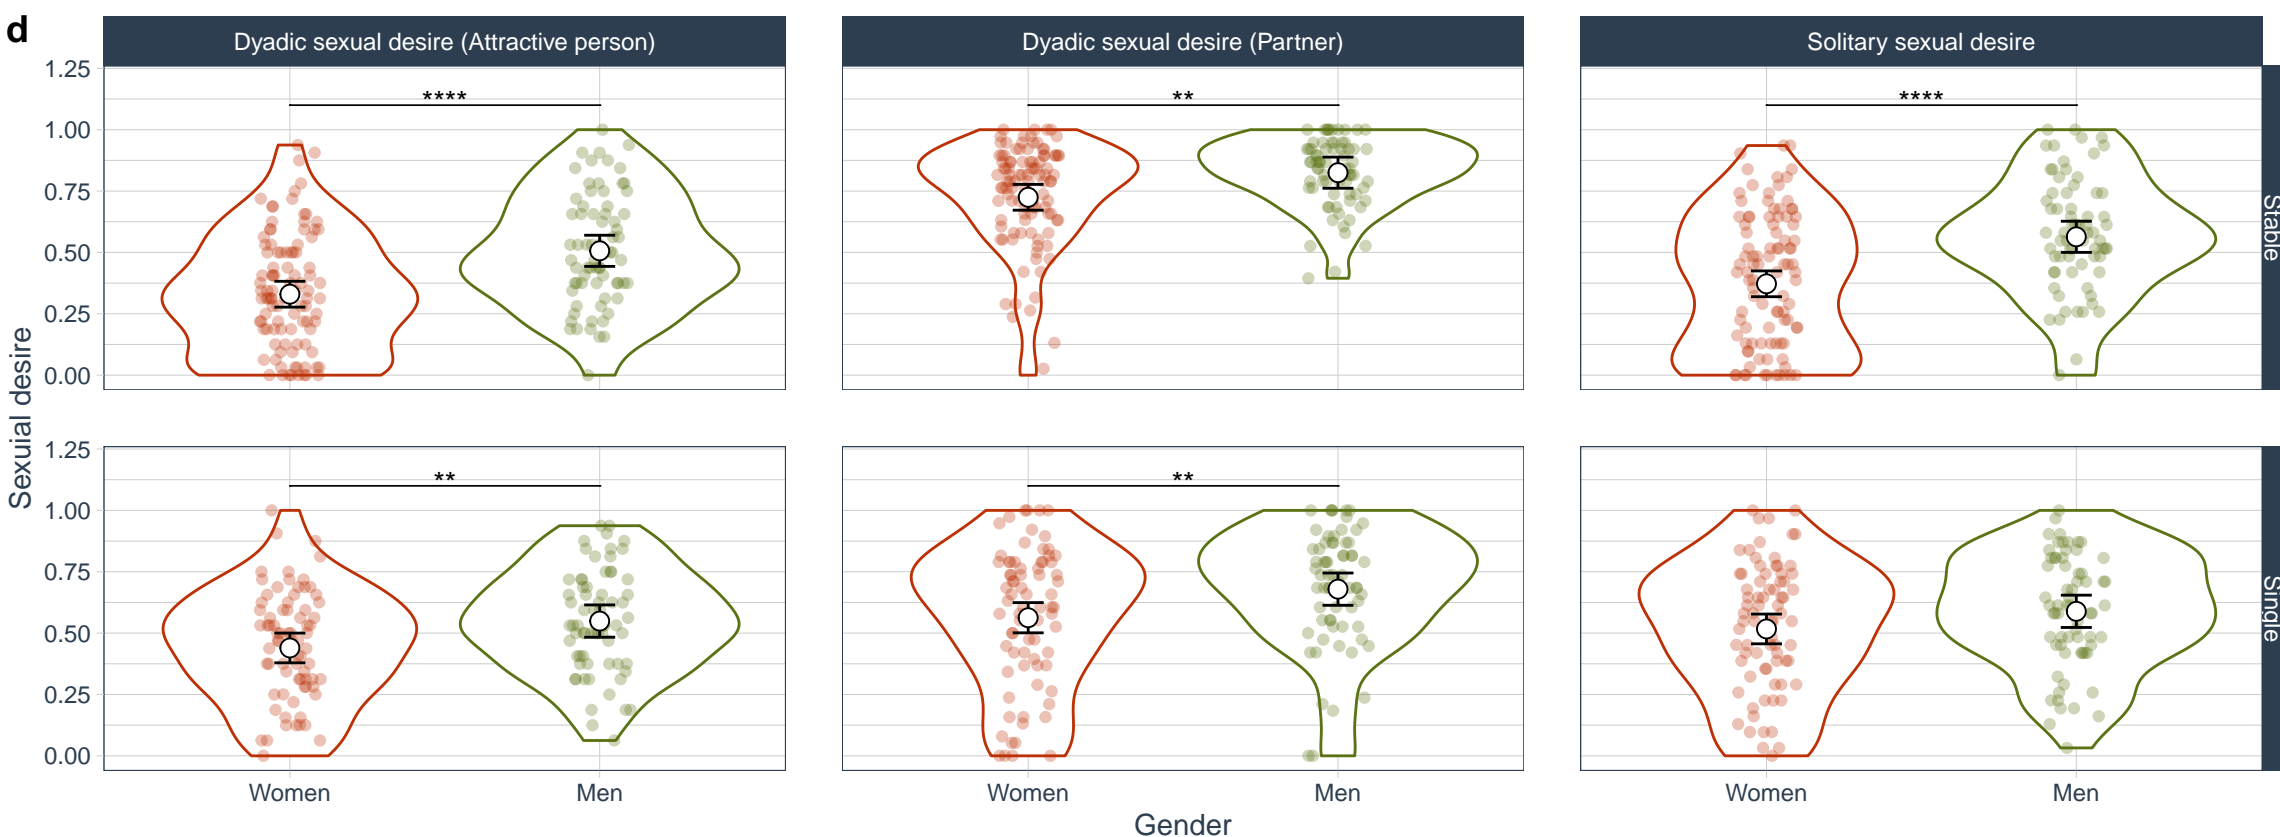 d
Dyadic sexual desire (Attractive person)
Dyadic sexual desire (Partner)
Solitary sexual desire
1.25
1.00
0.75
0.50
0.25
0.00
****
**
****
Stable
Sexuial desire
1.25
1.00
0.75
0.50
0.25
0.00
**
**
Single
Women
Men
Women
Men
Women
Men
Gender